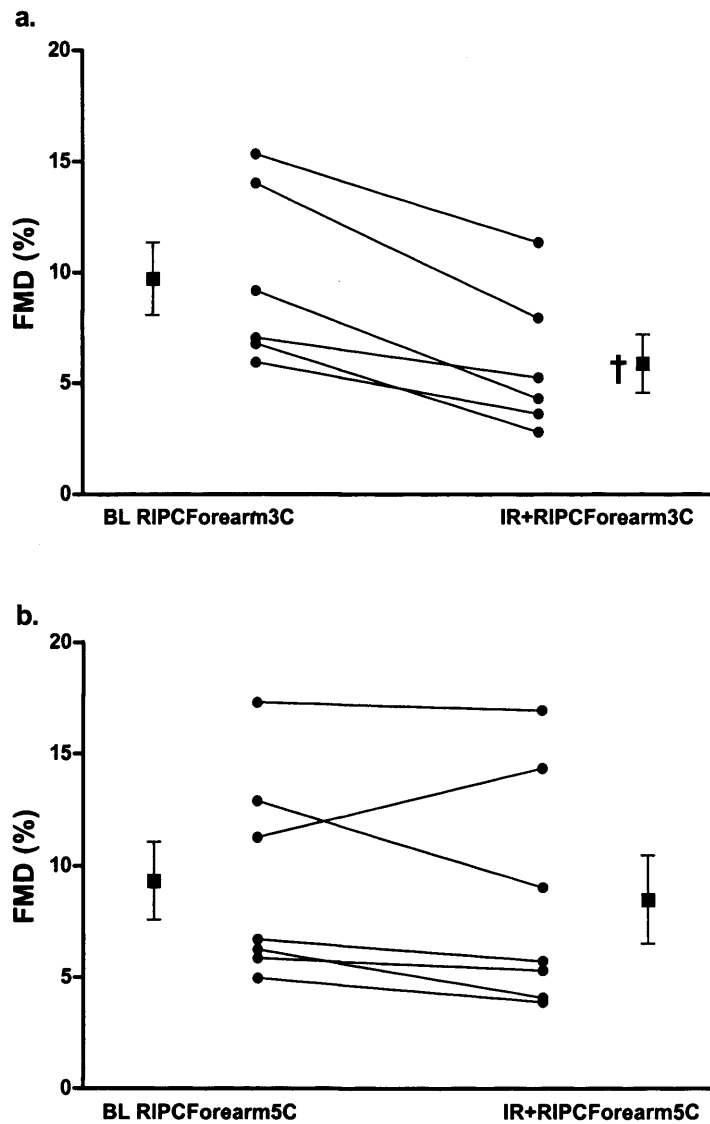 a.
20
15
10
5
0
FMD (%)
†
BL RIPCForearm3C
IR+RIPCForearm3C
b.
20
15
10
5
0
FMD (%)
BL RIPCForearm5C
IR+RIPCForearm5C